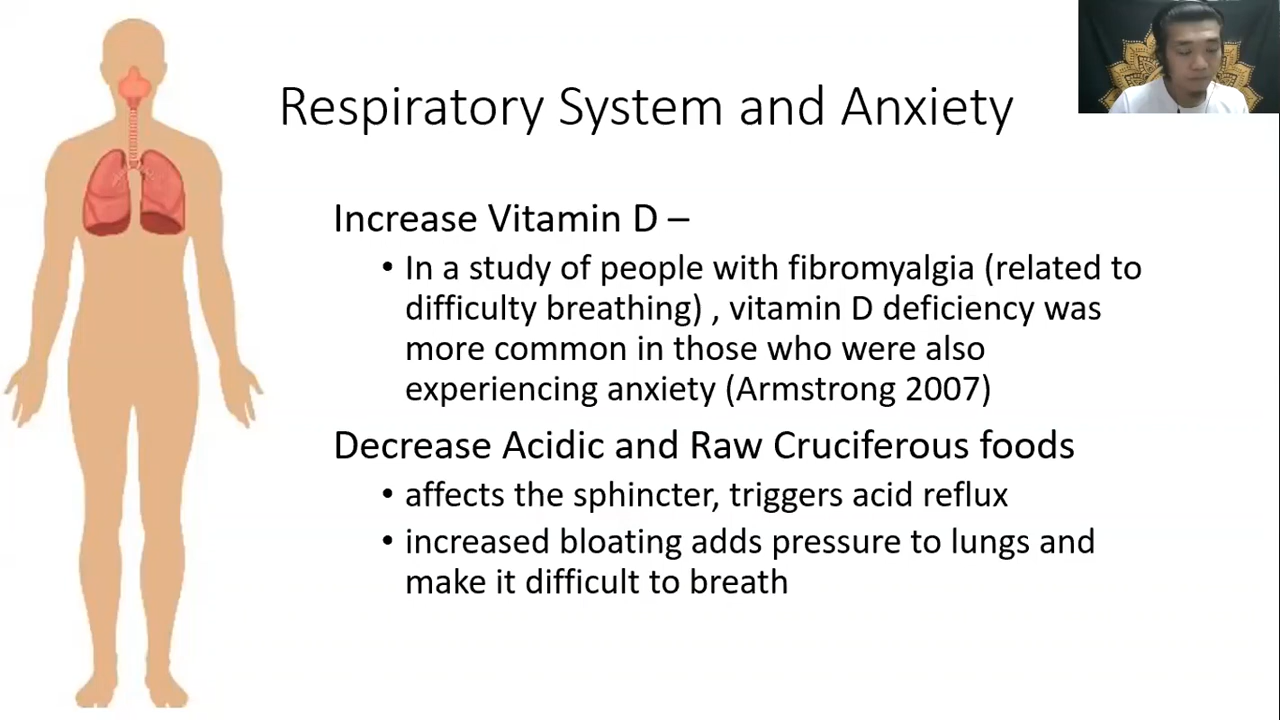 Respiratory System and Anxiety
Increase Vitamin D –
• In a study of people with fibromyalgia (related to
difficulty breathing) , vitamin D deficiency was
more common in those who were also
experiencing anxiety (Armstrong 2007)
Decrease Acidic and Raw Cruciferous foods
• affects the sphincter, triggers acid reflux
• increased bloating adds pressure to lungs and
make it difficult to breath